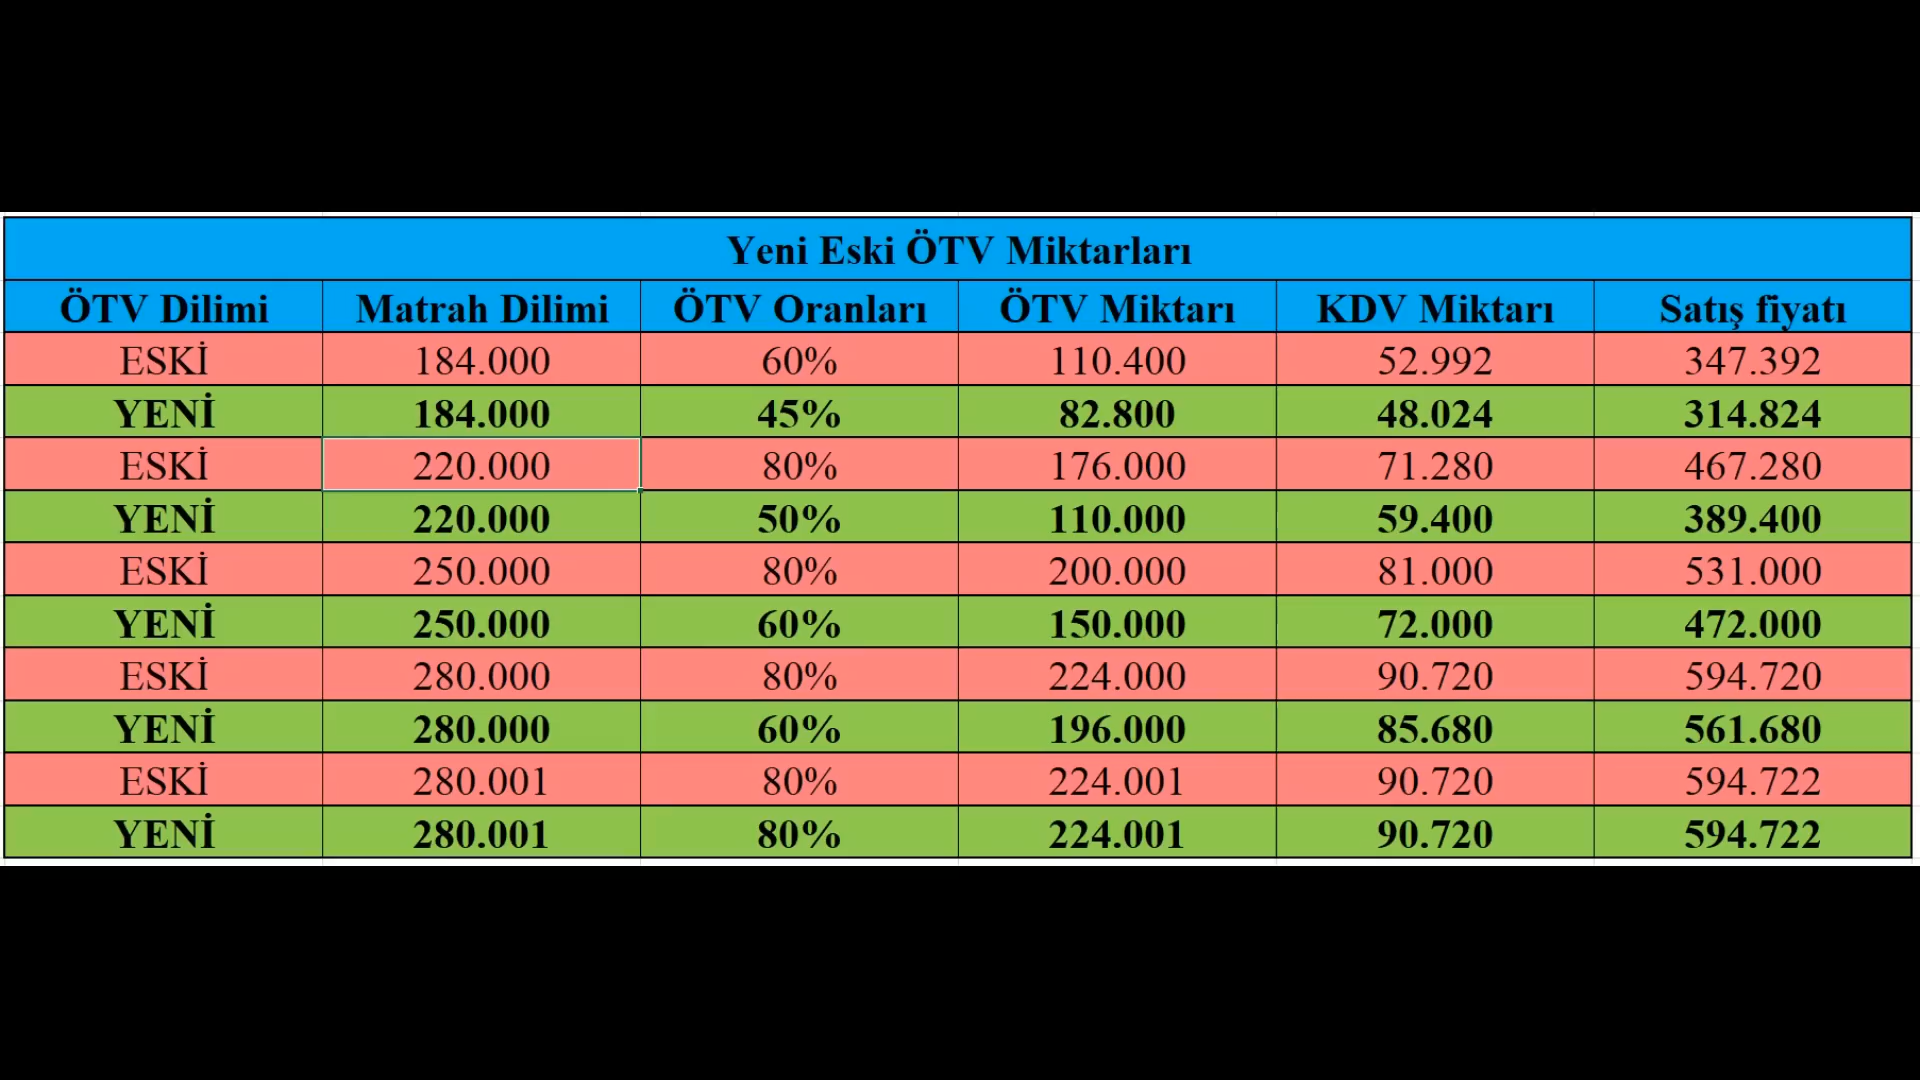 Yeni Eski ÖTV Miktarları
ÖTV Dilimi Matrah Dilimi ÖTV Oranları ÖTV Miktarı KDV Miktarı Satış fiyatı
ESKİ 184.000 60% 110.400 52.992 347.392
YENİ 184.000 45% 82.800 48.024 314.824
ESKİ 220.000 80% 176.000 71.280 467.280
YENİ 220.000 50% 110.000 59.400 389.400
ESKİ 250.000 80% 200.000 81.000 531.000
YENİ 250.000 60% 150.000 72.000 472.000
ESKİ 280.000 80% 224.000 90.720 594.720
YENİ 280.000 60% 196.000 85.680 561.680
ESKİ 280.001 80% 224.001 90.720 594.722
YENİ 280.001 80% 224.001 90.720 594.722